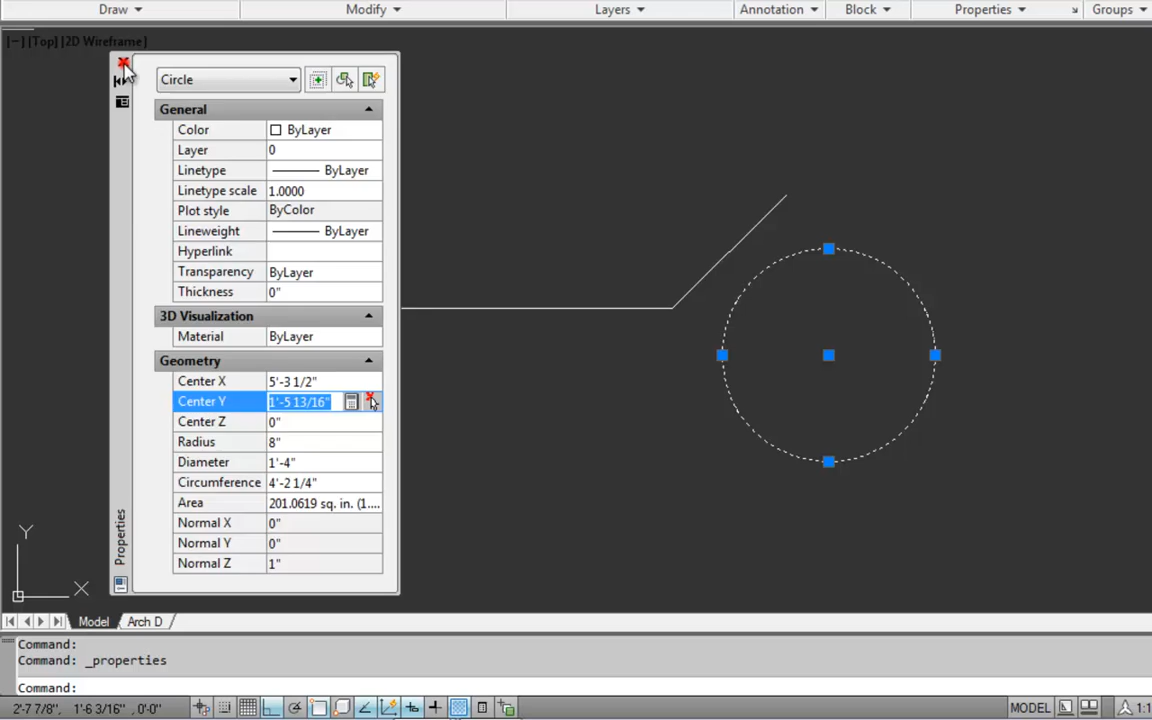 Draw Modify Layers Annotation Block Properties Groups
[−] [Top] [2D Wireframe]
Circle
General
Color ByLayer
Layer 0
Linetype ByLayer
Linetype scale 1.0000
Plot style ByColor
Lineweight ByLayer
Hyperlink
Transparency ByLayer
Thickness 0"
3D Visualization
Material ByLayer
Geometry
Center X 5'-3 1/2"
Center Y 1'-5 13/16"
Center Z 0"
Radius 8"
Diameter 1'-4"
Circumference 4'-2 1/4"
Area 201.0619 sq. in. (1....
Normal X 0"
Normal Y 0"
Normal Z 1"
Properties
Y
X
Model Arch D
Command:
Command: _properties
Command:
2'-7 7/8", 1'-6 3/16" , 0'-0" MODEL 1:1